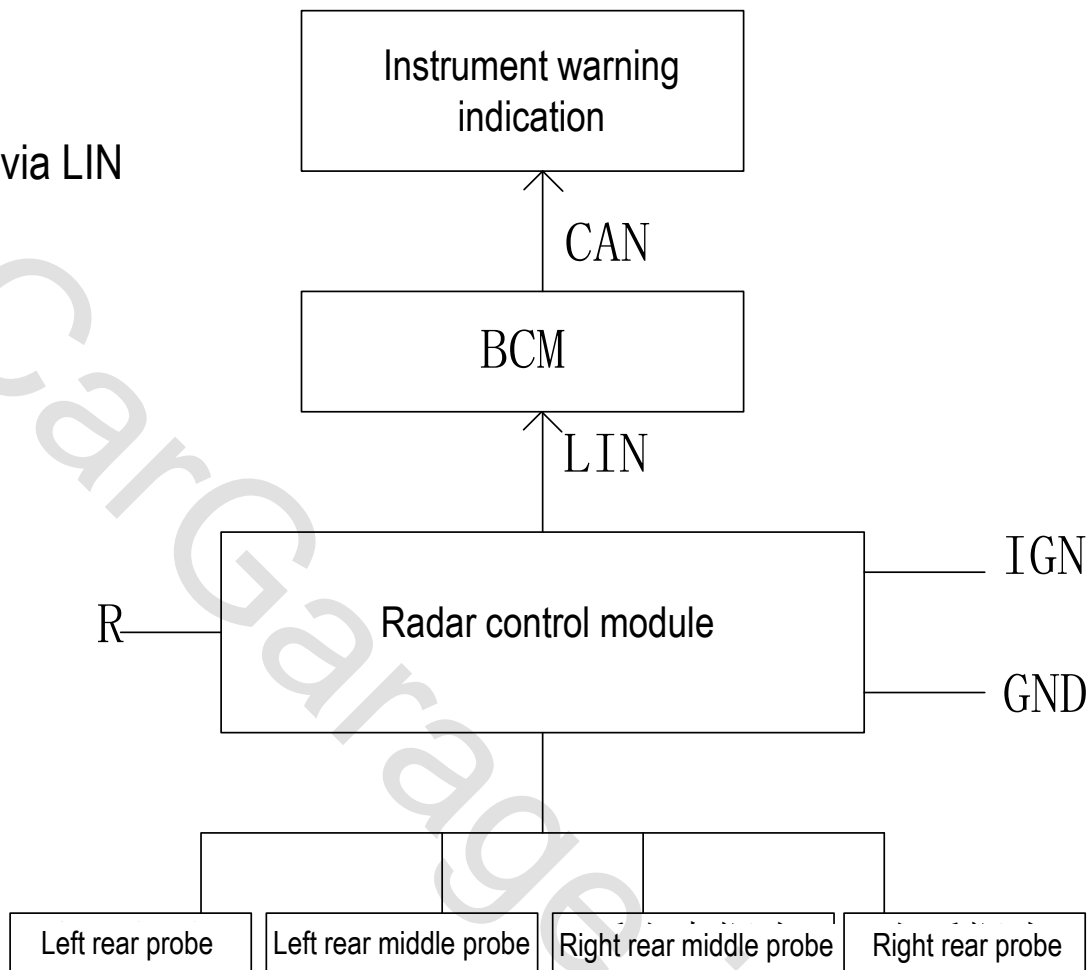 Instrument warning
indication
via LIN
CAN
BCM
LIN
IGN
R
Radar control module
GND
Left rear probe
Left rear middle probe
Right rear middle probe
Right rear probe
CarGarage